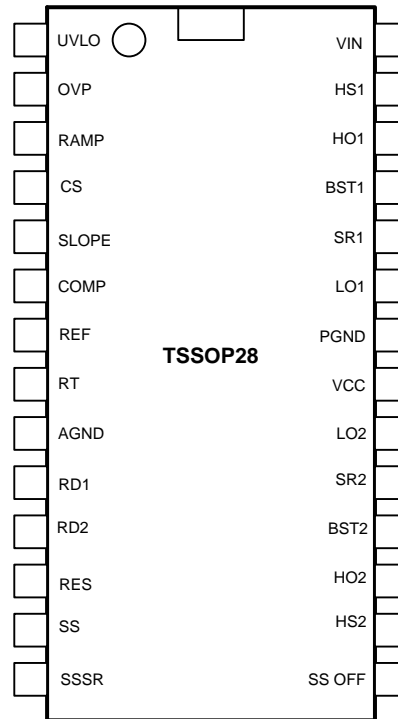 UVLO
OVP
RAMP
CS
SLOPE
COMP
REF
RT
AGND
RD1
RD2
RES
SS
SSSR
TSSOP28
VIN
HS1
HO1
BST1
SR1
LO1
PGND
VCC
LO2
SR2
BST2
HO2
HS2
SS OFF